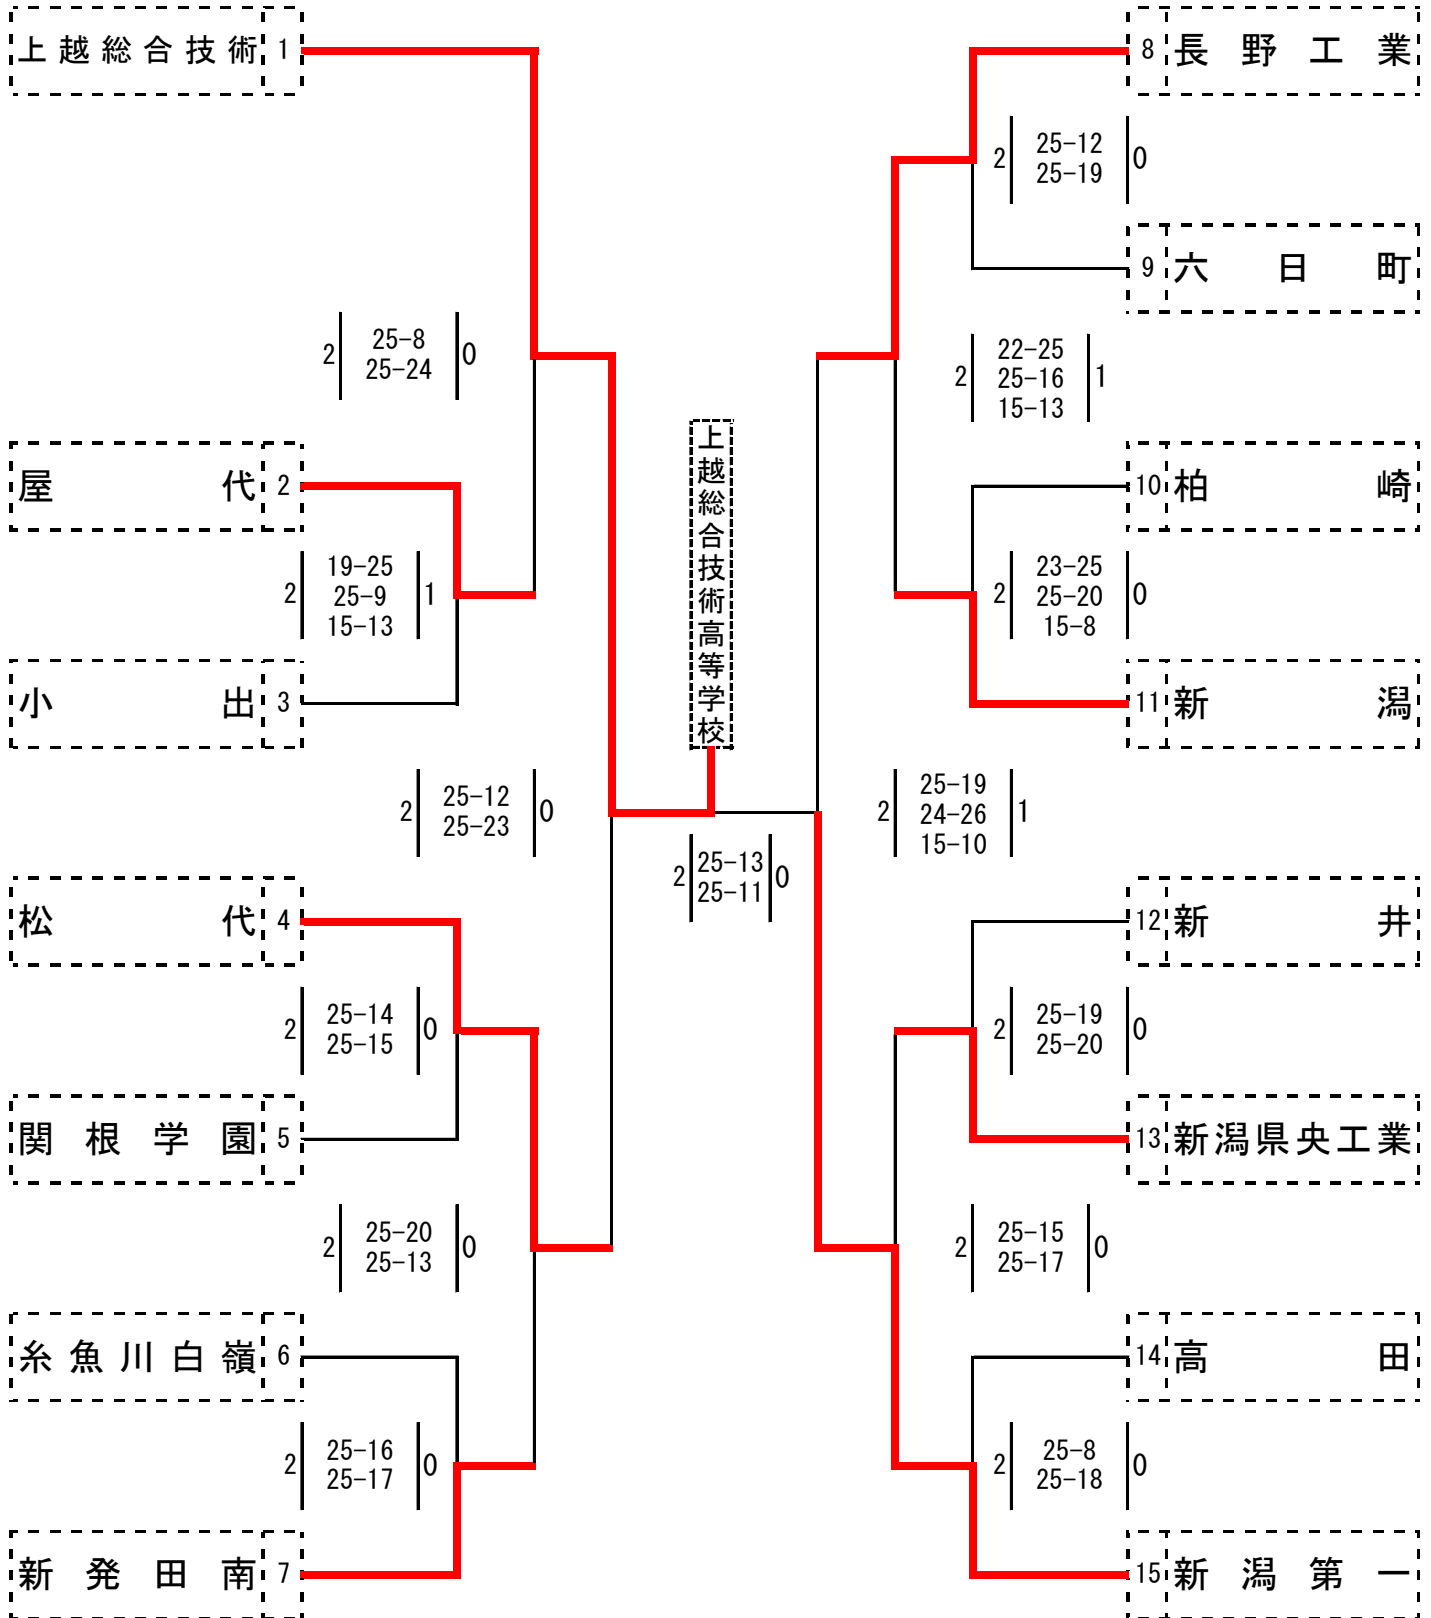 上越総合技術 1
2 25-8 0
25-24
屋代 2
2 19-25 1
25-9
15-13
小出 3
2 25-12 0
25-23
松代 4
2 25-14 0
25-15
関根学園 5
2 25-20 0
25-13
糸魚川白嶺 6
2 25-16 0
25-17
新発田南 7
上越総合技術高等学校
2 25-13 0
25-11
8 長野工業
2 25-12 0
25-19
9 六日町
2 22-25 1
25-16
15-13
10 柏崎
2 23-25 0
25-20
15-8
11 新潟
2 25-19 1
24-26
15-10
12 新井
2 25-19 0
25-20
13 新潟県央工業
2 25-15 0
25-17
14 高田
2 25-8 0
25-18
15 新潟第一